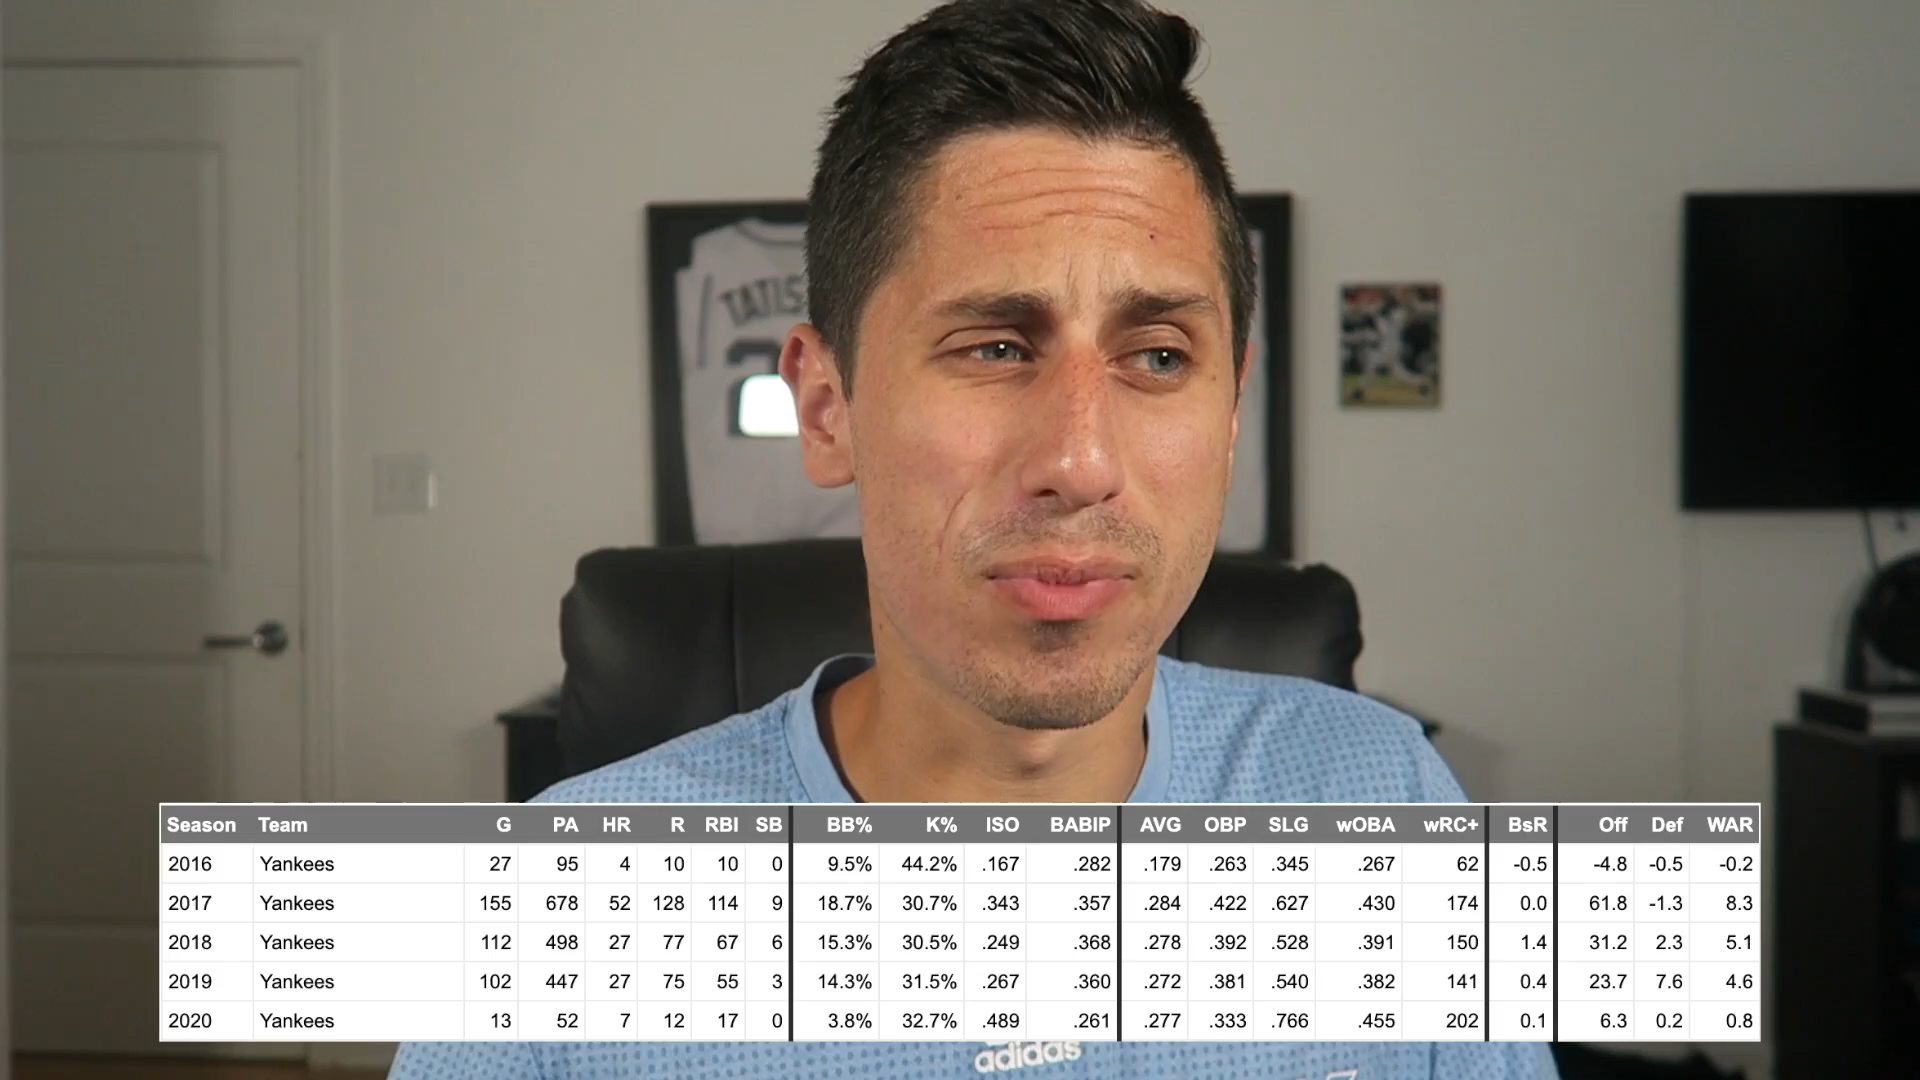 TATIS
2
Season Team G PA HR R RBI SB BB% K% ISO BABIP AVG OBP SLG wOBA wRC+ BsR Off Def WAR
2016 Yankees 27 95 4 10 10 0 9.5% 44.2% .167 .282 .179 .263 .345 .267 62 -0.5 -4.8 -0.5 -0.2
2017 Yankees 155 678 52 128 114 9 18.7% 30.7% .343 .357 .284 .422 .627 .430 174 0.0 61.8 -1.3 8.3
2018 Yankees 112 498 27 77 67 6 15.3% 30.5% .249 .368 .278 .392 .528 .391 150 1.4 31.2 2.3 5.1
2019 Yankees 102 447 27 75 55 3 14.3% 31.5% .267 .360 .272 .381 .540 .382 141 0.4 23.7 7.6 4.6
2020 Yankees 13 52 7 12 17 0 3.8% 32.7% .489 .261 .277 .333 .766 .455 202 0.1 6.3 0.2 0.8
adidas